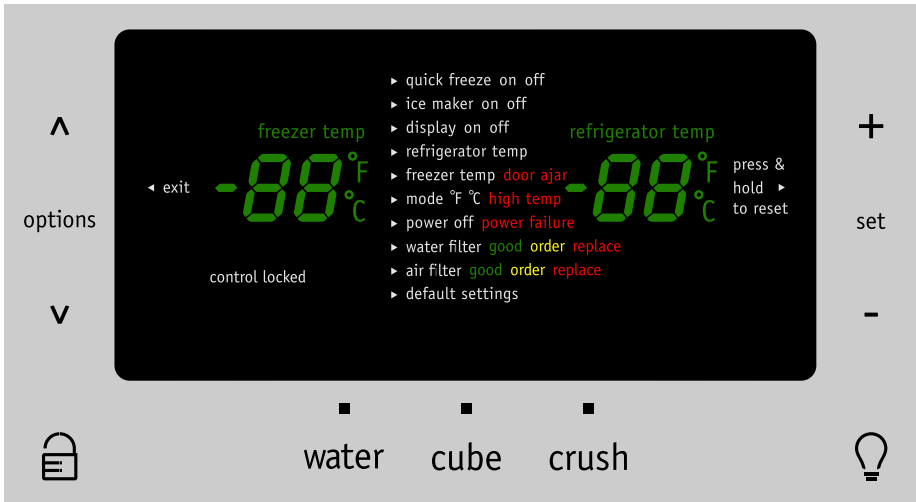 quick freeze on off
ice maker on off
display on off
refrigerator temp
freezer temp door ajar
mode °F °C high temp
power off power failure
water filter good order replace
air filter good order replace
default settings
freezer temp
-88 °F °C
refrigerator temp
-88 °F °C
exit
press &
hold
to reset
control locked
options
+
set
-
water
cube
crush